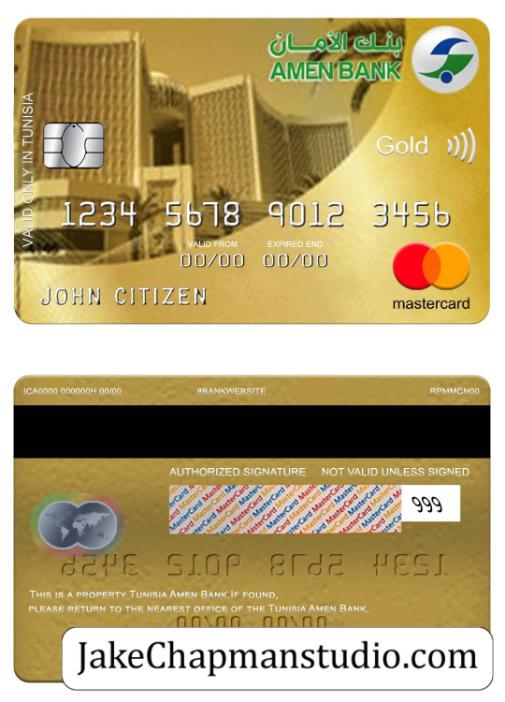 بنك الأمان
AMEN BANK
VALID ONLY IN TUNISIA
Gold
1234 5678 9012 3456
VALID FROM EXPIRED END
00/00 00/00
JOHN CITIZEN
mastercard
ICA0000 000000H 00/00 #BANKWEBSITE RPMMCN00
AUTHORIZED SIGNATURE NOT VALID UNLESS SIGNED
MasterCard MasterCard MasterCard
999
THIS IS A PROPERTY TUNISIA AMEN BANK,IF FOUND,
PLEASE RETURN TO THE NEAREST OFFICE OF THE TUNISIA AMEN BANK.
JakeChapmanstudio.com